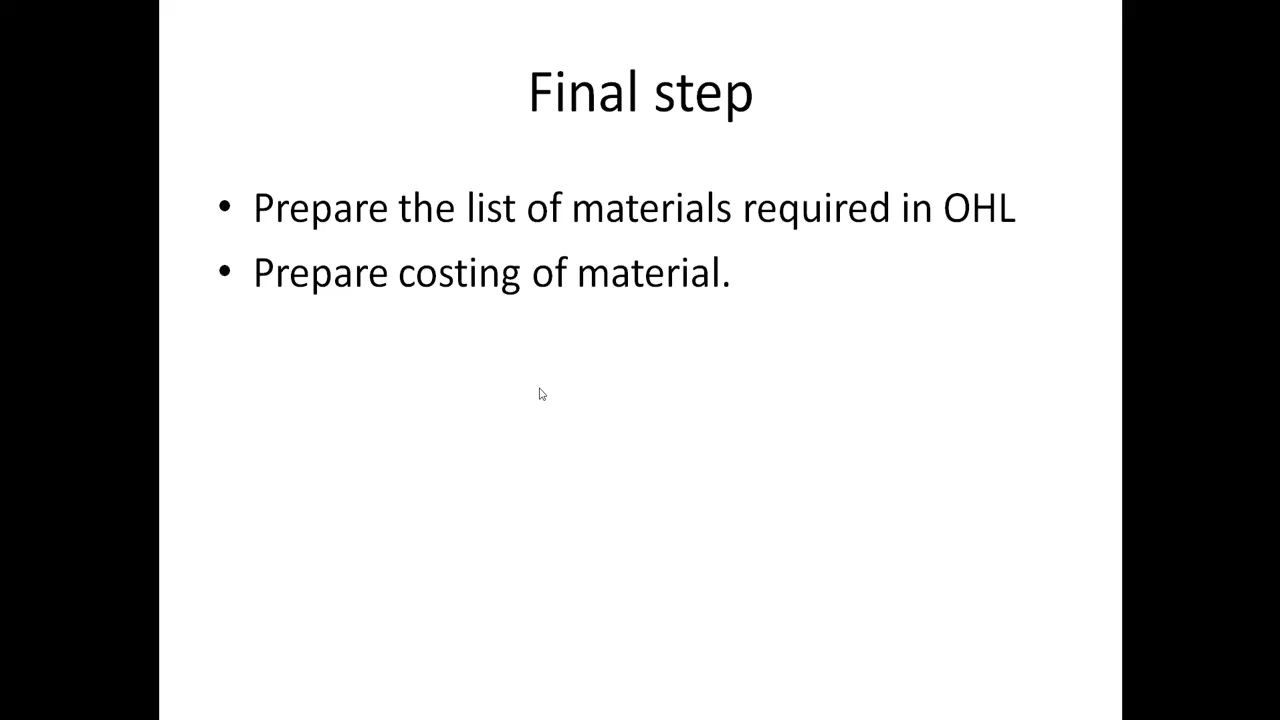 Final step
• Prepare the list of materials required in OHL
• Prepare costing of material.